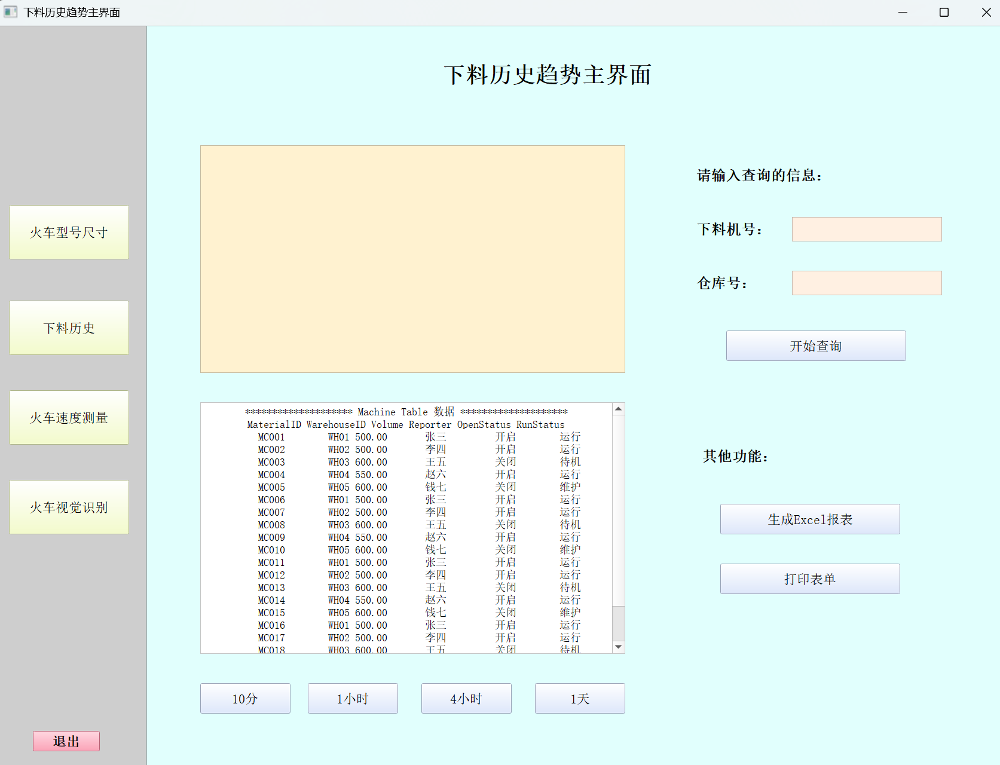 下料历史趋势主界面
下料历史趋势主界面
火车型号尺寸
下料历史
火车速度测量
火车视觉识别
退出
******************** Machine Table 数据 ********************
MaterialID WarehouseID Volume Reporter OpenStatus RunStatus
MC001 WH01 500.00 张三 开启 运行
MC002 WH02 500.00 李四 开启 运行
MC003 WH03 600.00 王五 关闭 待机
MC004 WH04 550.00 赵六 开启 运行
MC005 WH05 600.00 钱七 关闭 维护
MC006 WH01 500.00 张三 开启 运行
MC007 WH02 500.00 李四 开启 运行
MC008 WH03 600.00 王五 关闭 待机
MC009 WH04 550.00 赵六 开启 运行
MC010 WH05 600.00 钱七 关闭 维护
MC011 WH01 500.00 张三 开启 运行
MC012 WH02 500.00 李四 开启 运行
MC013 WH03 600.00 王五 关闭 待机
MC014 WH04 550.00 赵六 开启 运行
MC015 WH05 600.00 钱七 关闭 维护
MC016 WH01 500.00 张三 开启 运行
MC017 WH02 500.00 李四 开启 运行
MC018 WH03 600.00 王五 关闭 待机
10分
1小时
4小时
1天
请输入查询的信息：
下料机号：
仓库号：
开始查询
其他功能：
生成Excel报表
打印表单